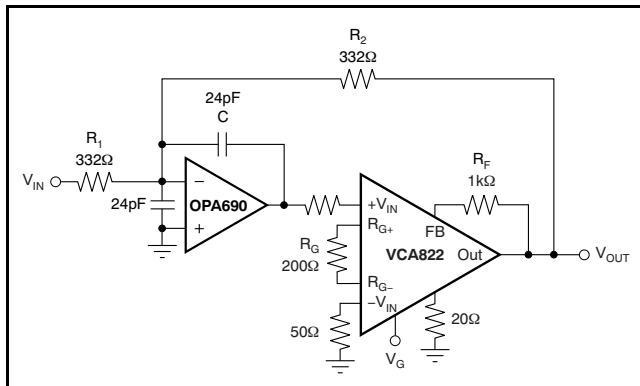 R2
332Ω
24pF
C
R1
332Ω
VIN
24pF
−
+
OPA690
RF
1kΩ
+VIN
FB
RG+
RG
200Ω
VCA822
Out
VOUT
RG−
−VIN
50Ω
20Ω
VG